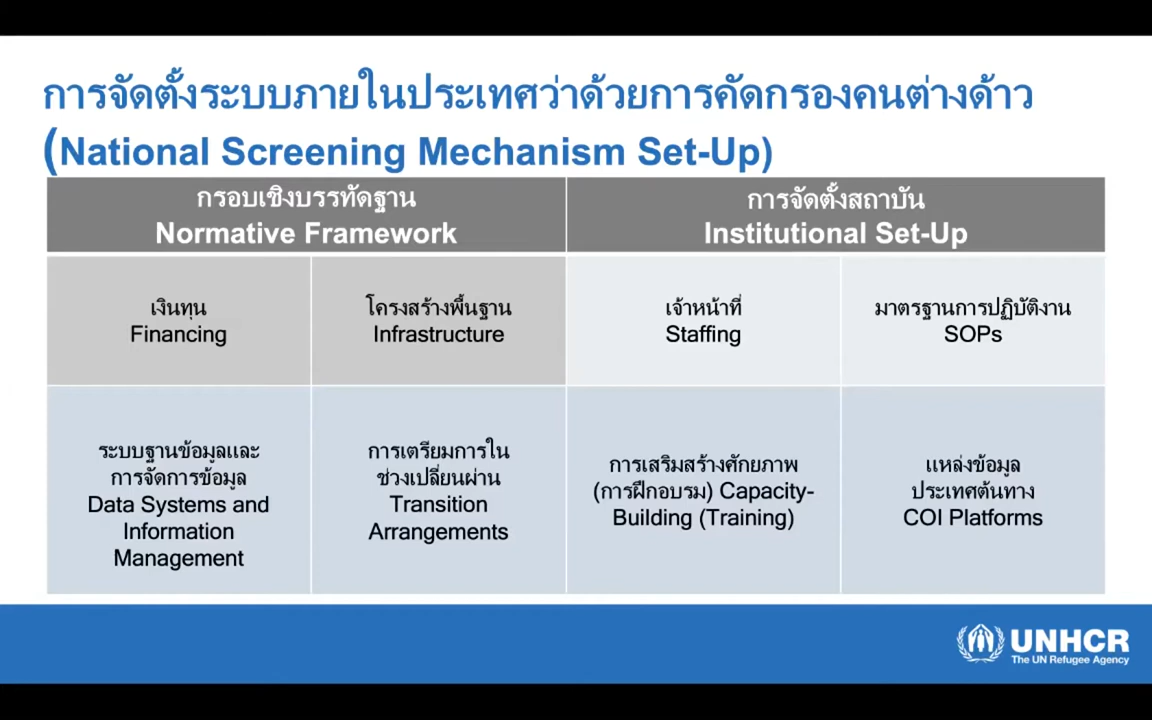 การจัดตั้งระบบภายในประเทศว่าด้วยการคัดกรองคนต่างด้าว
(National Screening Mechanism Set-Up)
กรอบเชิงบรรทัดฐาน
Normative Framework
การจัดตั้งสถาบัน
Institutional Set-Up
เงินทุน
Financing
โครงสร้างพื้นฐาน
Infrastructure
เจ้าหน้าที่
Staffing
มาตรฐานการปฏิบัติงาน
SOPs
ระบบฐานข้อมูลและ
การจัดการข้อมูล
Data Systems and
Information
Management
การเตรียมการใน
ช่วงเปลี่ยนผ่าน
Transition
Arrangements
การเสริมสร้างศักยภาพ
(การฝึกอบรม) Capacity-
Building (Training)
แหล่งข้อมูล
ประเทศต้นทาง
COI Platforms
UNHCR
The UN Refugee Agency